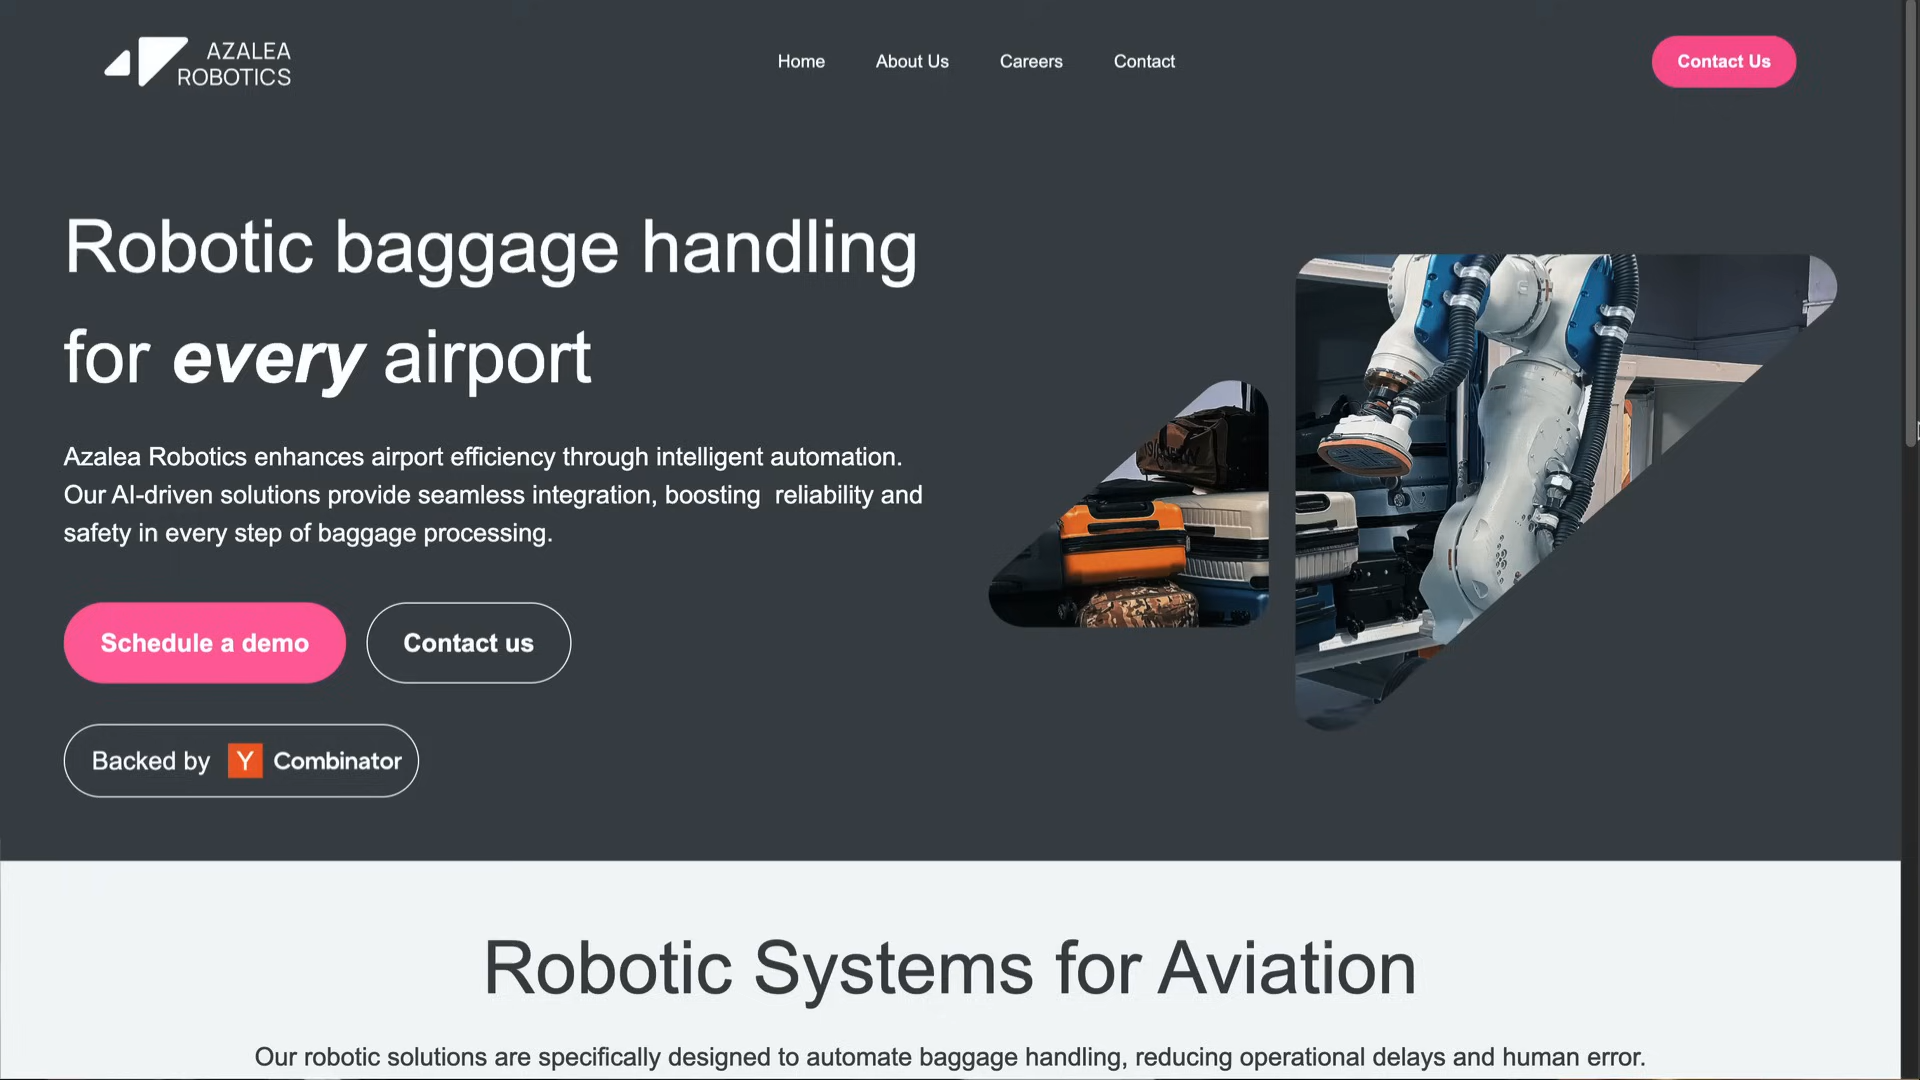 AZALEA
ROBOTICS
Home
About Us
Careers
Contact
Contact Us
Robotic baggage handling
for every airport
Azalea Robotics enhances airport efficiency through intelligent automation.
Our AI-driven solutions provide seamless integration, boosting  reliability and
safety in every step of baggage processing.
Schedule a demo
Contact us
Backed by Y Combinator
Robotic Systems for Aviation
Our robotic solutions are specifically designed to automate baggage handling, reducing operational delays and human error.